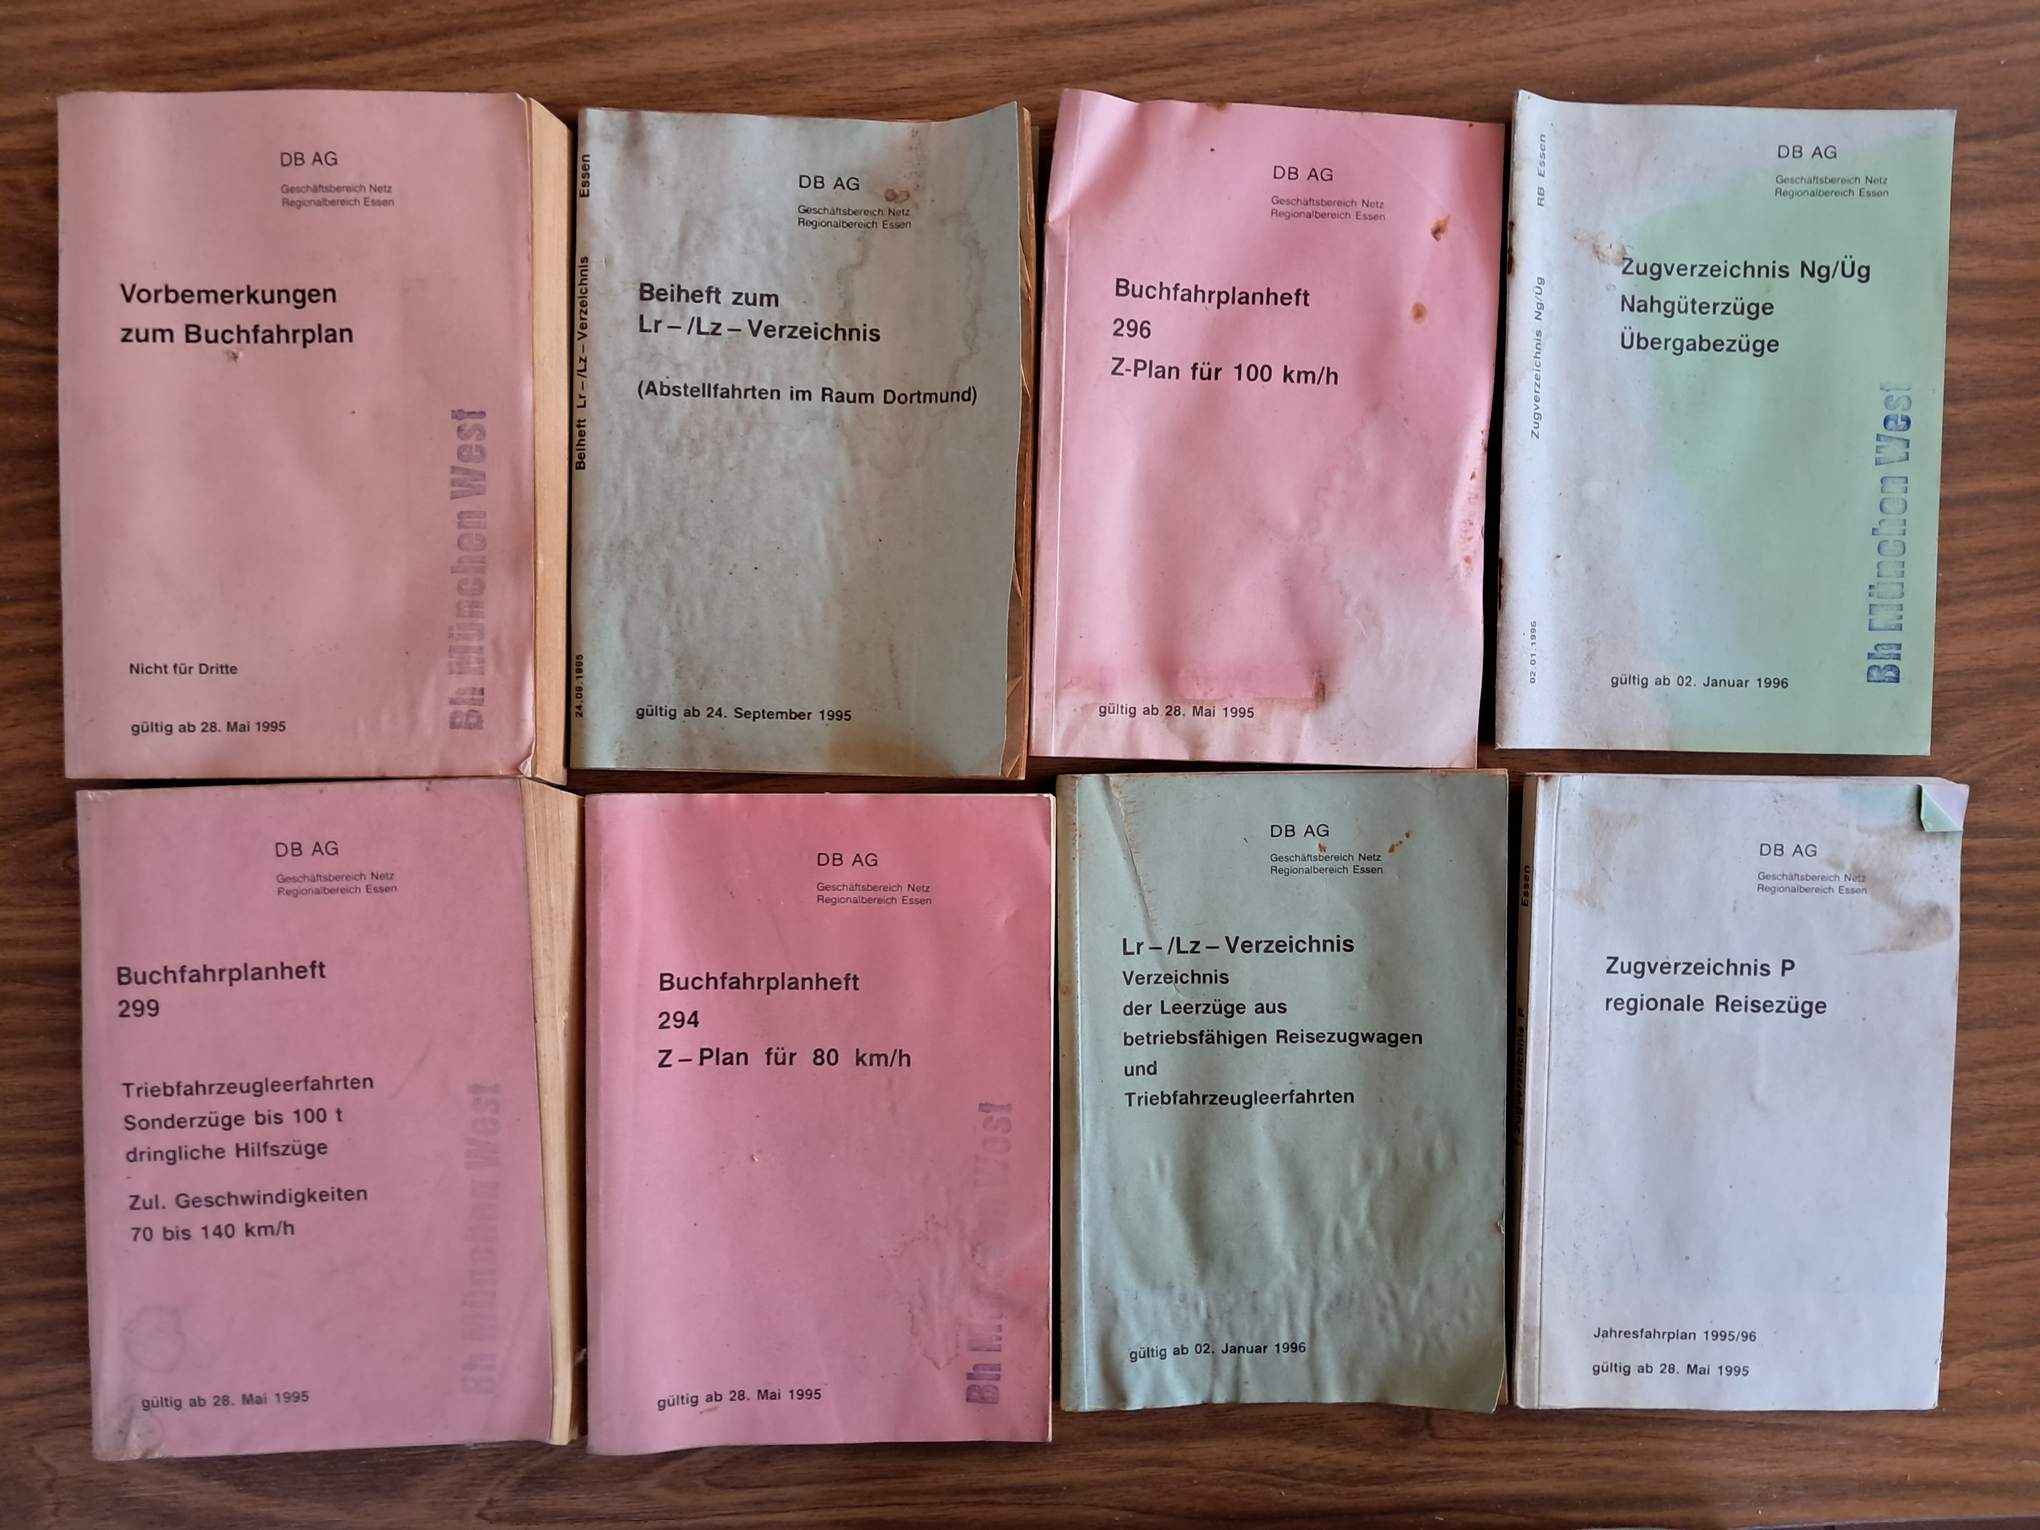 DB AG
Geschäftsbereich Netz
Regionalbereich Essen
Vorbemerkungen
zum Buchfahrplan
Nicht für Dritte
gültig ab 28. Mai 1995
Bh München West
Beiheft Lr–/Lz–Verzeichnis Essen
24.09.1995
DB AG
Geschäftsbereich Netz
Regionalbereich Essen
Beiheft zum
Lr–/Lz–Verzeichnis
(Abstellfahrten im Raum Dortmund)
gültig ab 24. September 1995
DB AG
Geschäftsbereich Netz
Regionalbereich Essen
Buchfahrplanheft
296
Z-Plan für 100 km/h
gültig ab 28. Mai 1995
Zugverzeichnis Ng/Üg RB Essen
02.01.1996
DB AG
Geschäftsbereich Netz
Regionalbereich Essen
Zugverzeichnis Ng/Üg
Nahgüterzüge
Übergabezüge
gültig ab 02. Januar 1996
Bh München West
DB AG
Geschäftsbereich Netz
Regionalbereich Essen
Buchfahrplanheft
299
Triebfahrzeugleerfahrten
Sonderzüge bis 100 t
dringliche Hilfszüge
Zul. Geschwindigkeiten
70 bis 140 km/h
gültig ab 28. Mai 1995
Bh München West
DB AG
Geschäftsbereich Netz
Regionalbereich Essen
Buchfahrplanheft
294
Z–Plan für 80 km/h
gültig ab 28. Mai 1995
Bh West
DB AG
Geschäftsbereich Netz
Regionalbereich Essen
Lr–/Lz–Verzeichnis
Verzeichnis
der Leerzüge aus
betriebsfähigen Reisezugwagen
und
Triebfahrzeugleerfahrten
gültig ab 02. Januar 1996
Zugverzeichnis P Essen
DB AG
Geschäftsbereich Netz
Regionalbereich Essen
Zugverzeichnis P
regionale Reisezüge
Jahresfahrplan 1995/96
gültig ab 28. Mai 1995